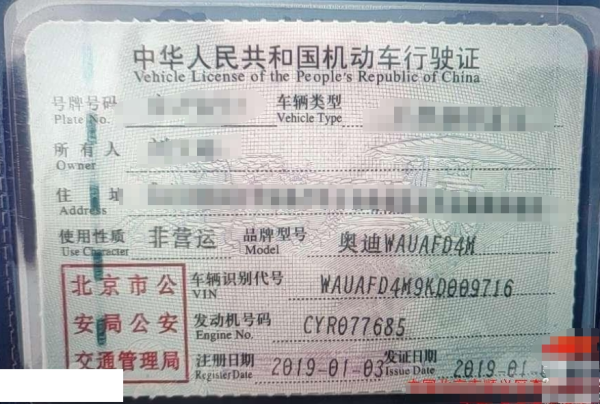 中华人民共和国机动车行驶证
Vehicle License of the People's Republic of China
号牌号码 车辆类型
Plate No. Vehicle Type
所有人
Owner
住址
Address
使用性质 非营运 品牌型号 奥迪WAUAFD4M
Use Character Model
北京市公
安局公安
交通管理局
车辆识别代号 WAUAFD4M9KD009716
VIN
发动机号码 CYR077685
Engine No.
注册日期 2019-01-03 发证日期 2019-01-
Register Date Issue Date